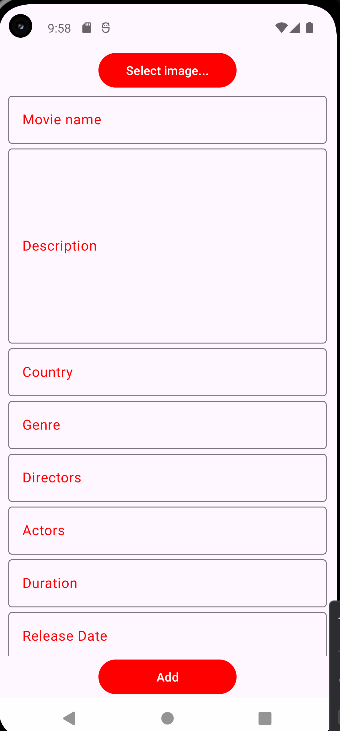 9:58
Select image...
Movie name
Description
Country
Genre
Directors
Actors
Duration
Release Date
Add